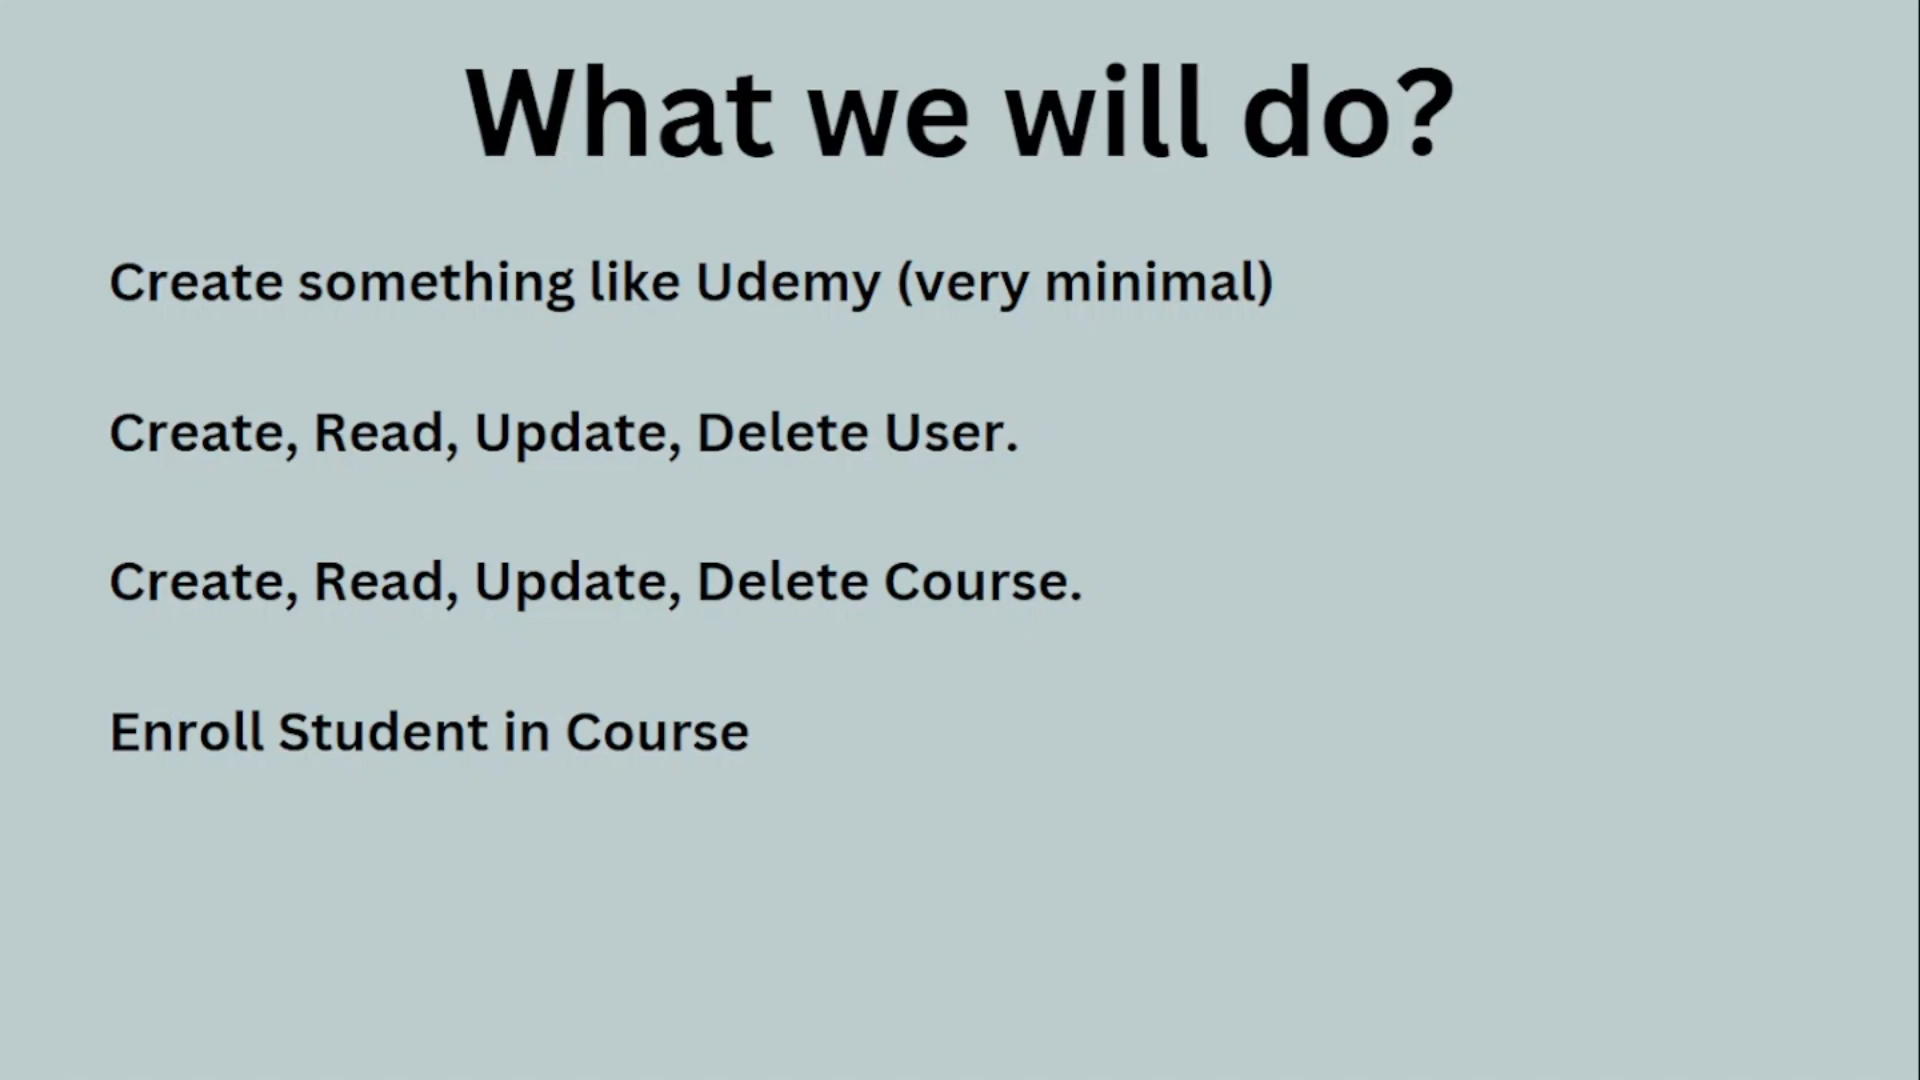 What we will do?
Create something like Udemy (very minimal)
Create, Read, Update, Delete User.
Create, Read, Update, Delete Course.
Enroll Student in Course